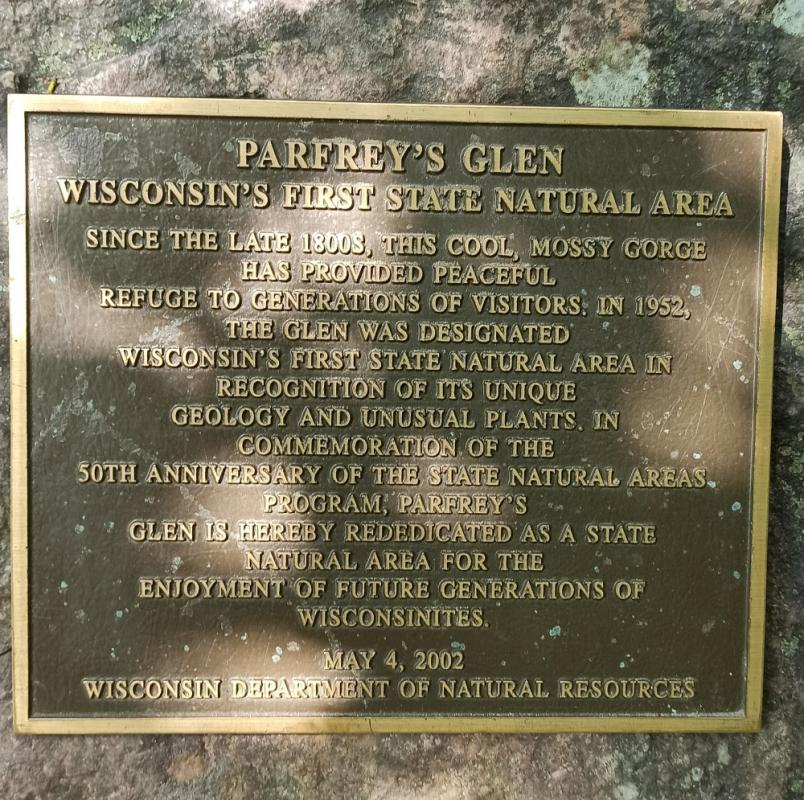 PARFREY'S GLEN
WISCONSIN'S FIRST STATE NATURAL AREA
SINCE THE LATE 1800S, THIS COOL, MOSSY GORGE
HAS PROVIDED PEACEFUL
REFUGE TO GENERATIONS OF VISITORS. IN 1952,
THE GLEN WAS DESIGNATED
WISCONSIN'S FIRST STATE NATURAL AREA IN
RECOGNITION OF ITS UNIQUE
GEOLOGY AND UNUSUAL PLANTS. IN
COMMEMORATION OF THE
50TH ANNIVERSARY OF THE STATE NATURAL AREAS
PROGRAM, PARFREY'S
GLEN IS HEREBY REDEDICATED AS A STATE
NATURAL AREA FOR THE
ENJOYMENT OF FUTURE GENERATIONS OF
WISCONSINITES.
MAY 4, 2002
WISCONSIN DEPARTMENT OF NATURAL RESOURCES